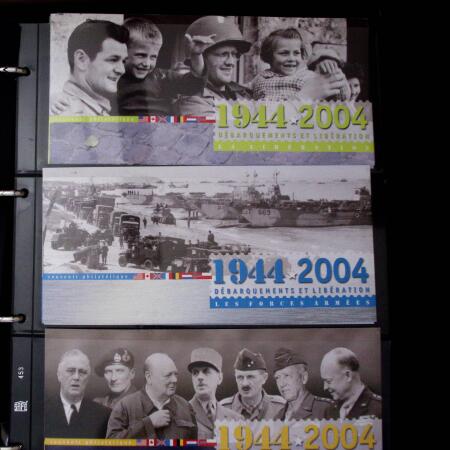 1944 ★ 2004
DÉBARQUEMENTS ET LIBÉRATION
souvenir philatélique
LA LIBÉRATION
1944 ★ 2004
souvenir philatélique
DÉBARQUEMENTS ET LIBÉRATION
LES FORCES ARMÉES
453
1944 ★ 2004
souvenir philatélique